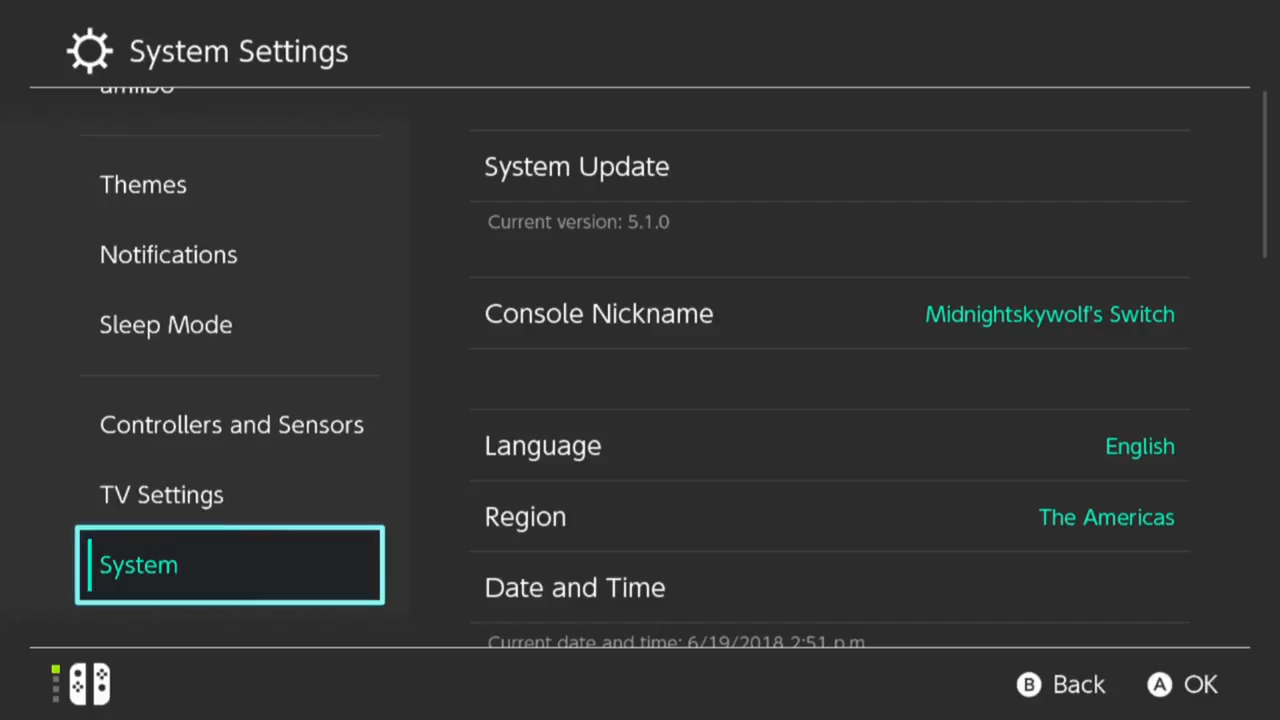 System Settings
amiibo
Themes
Notifications
Sleep Mode
Controllers and Sensors
TV Settings
System
System Update
Current version: 5.1.0
Console Nickname
Midnightskywolf's Switch
Language
English
Region
The Americas
Date and Time
Current date and time: 6/19/2018 2:51 p.m.
B Back
A OK